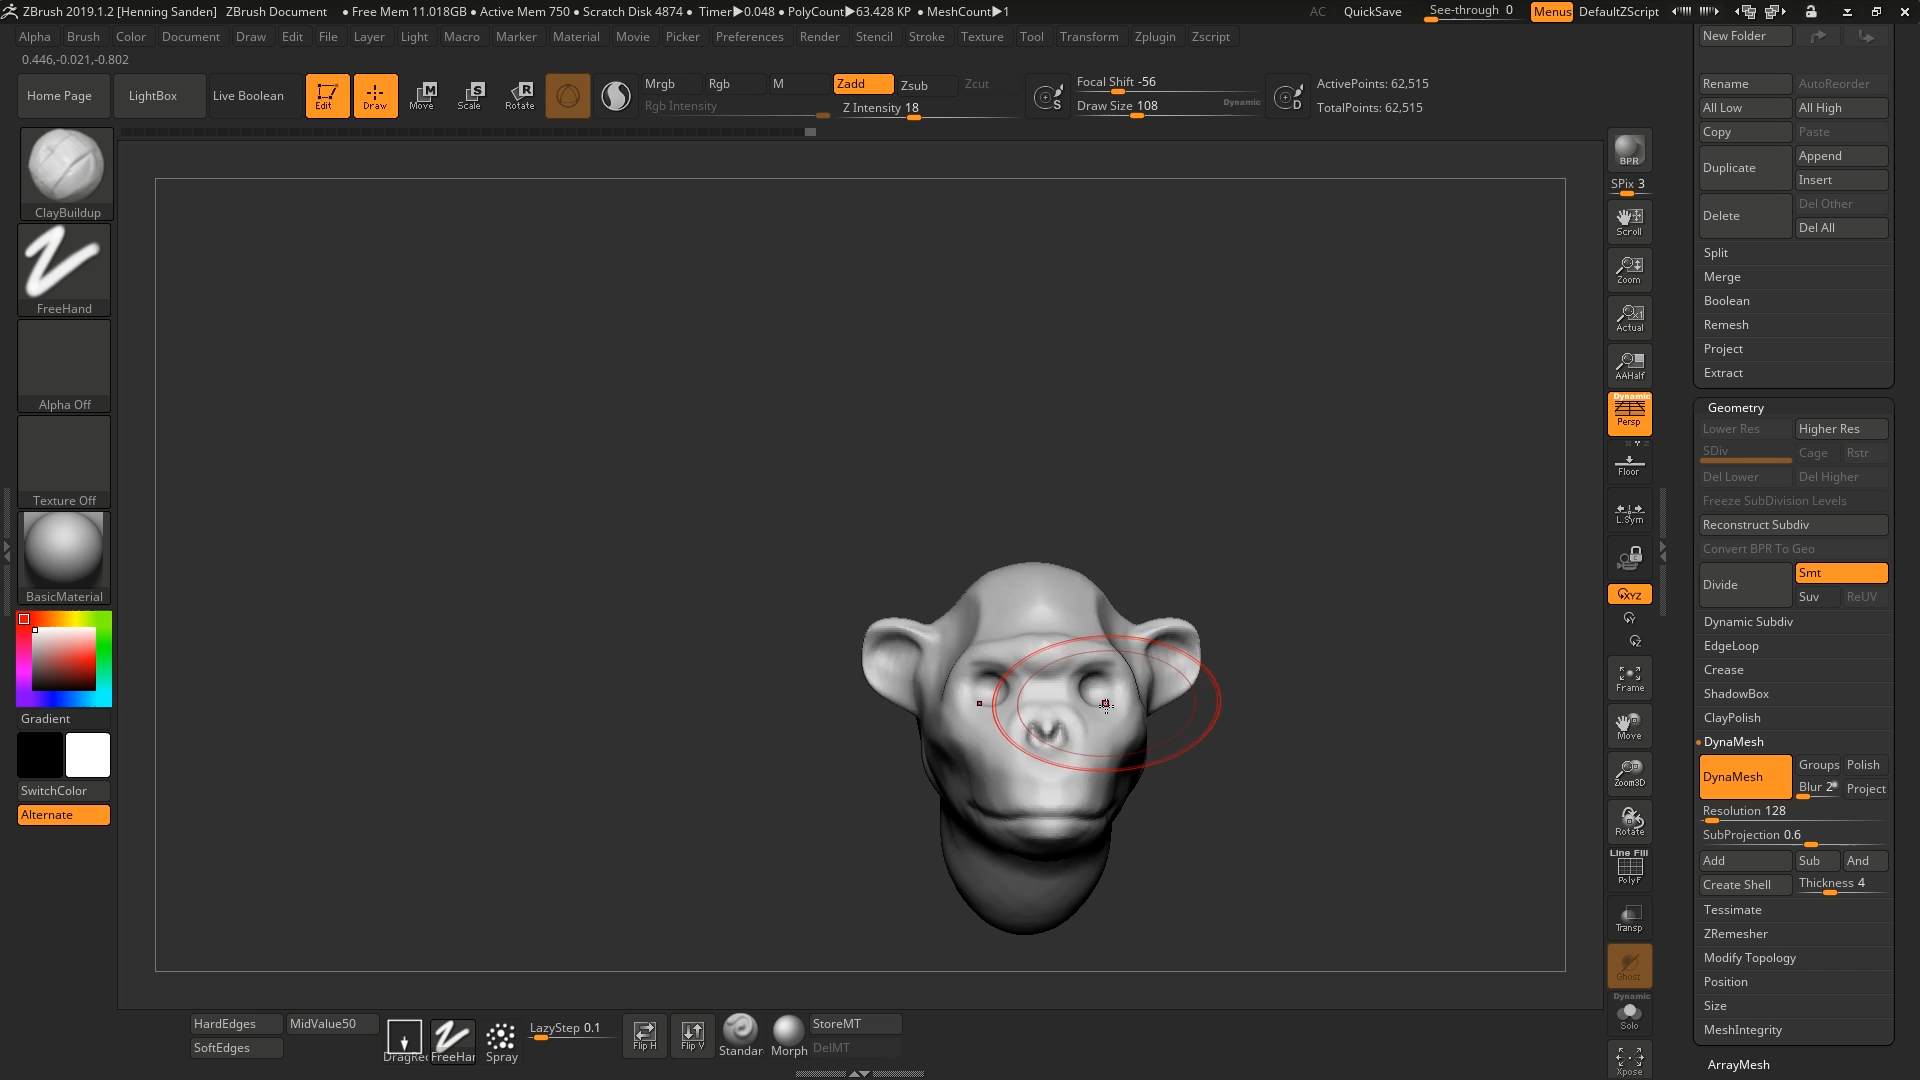 ZBrush 2019.1.2 [Henning Sanden] ZBrush Document • Free Mem 11.018GB • Active Mem 750 • Scratch Disk 4874 • Timer▶0.048 • PolyCount▶63.428 KP • MeshCount▶1 AC QuickSave See-through 0 Menus DefaultZScript
Alpha Brush Color Document Draw Edit File Layer Light Macro Marker Material Movie Picker Preferences Render Stencil Stroke Texture Tool Transform Zplugin Zscript
0.446,-0.021,-0.802
Home Page LightBox Live Boolean Edit Draw Move Scale Rotate
Mrgb Rgb M Zadd Zsub Zcut
Rgb Intensity Z Intensity 18
S Focal Shift -56
Draw Size 108 Dynamic D
ActivePoints: 62,515
TotalPoints: 62,515
ClayBuildup
FreeHand
Alpha Off
Texture Off
BasicMaterial
Gradient
SwitchColor
Alternate
BPR
SPix 3
Scroll
Zoom
Actual
AAHalf
Dynamic
Persp
Floor
L.Sym
XYZ
Frame
Move
Zoom3D
Rotate
Line Fill
PolyF
Transp
Ghost
Dynamic
Solo
Xpose
New Folder
Rename AutoReorder
All Low All High
Copy Paste
Duplicate Append
Insert
Delete Del Other
Del All
Split
Merge
Boolean
Remesh
Project
Extract
Geometry
Lower Res Higher Res
SDiv Cage Rstr
Del Lower Del Higher
Freeze SubDivision Levels
Reconstruct Subdiv
Convert BPR To Geo
Divide Smt
Suv ReUV
Dynamic Subdiv
EdgeLoop
Crease
ShadowBox
ClayPolish
DynaMesh
DynaMesh Groups Polish
Blur 2 Project
Resolution 128
SubProjection 0.6
Add Sub And
Create Shell Thickness 4
Tessimate
ZRemesher
Modify Topology
Position
Size
MeshIntegrity
ArrayMesh
HardEdges MidValue50
SoftEdges
DragRec FreeHan Spray LazyStep 0.1 Flip H Flip V Standar Morph StoreMT
DelMT